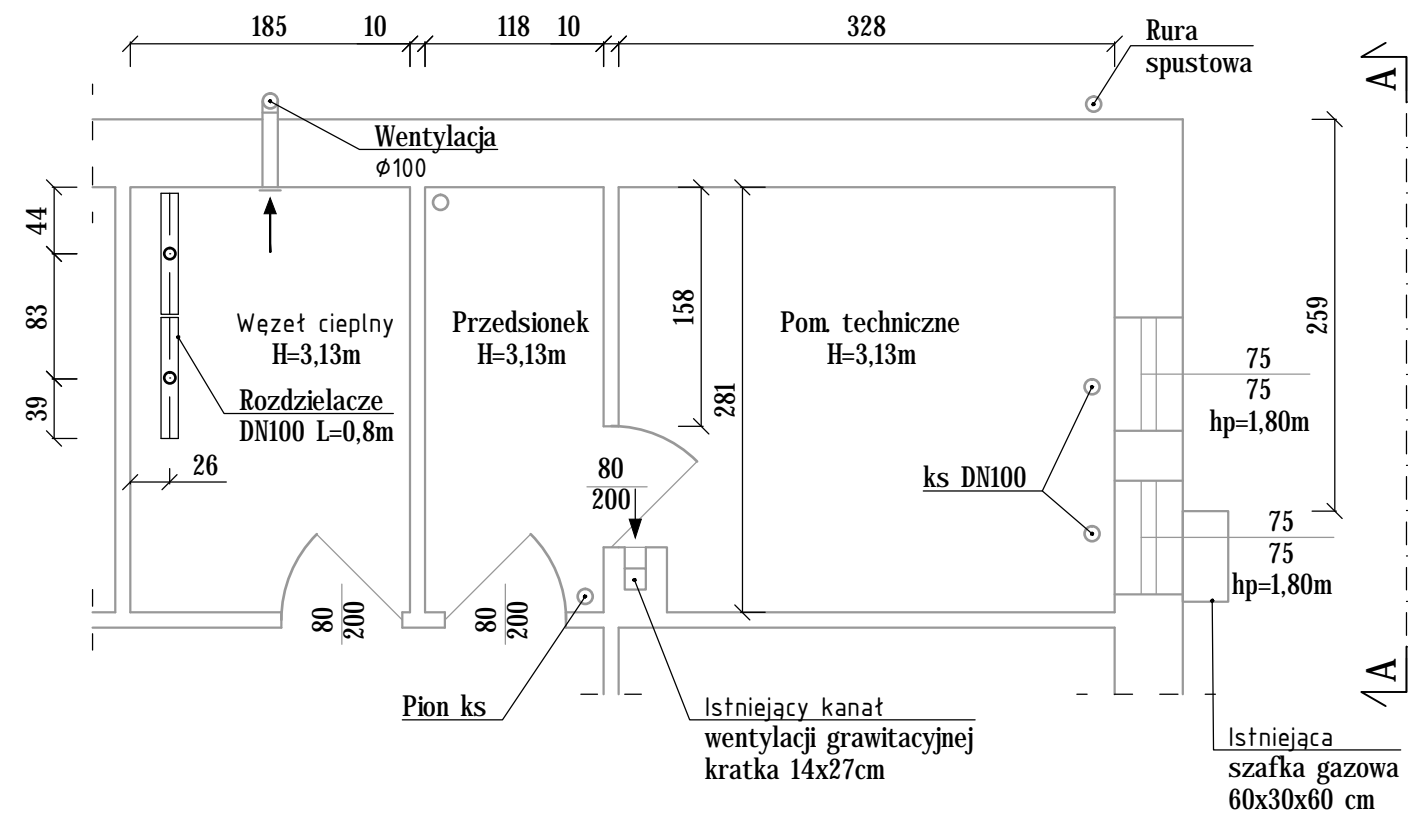 185
10
118
10
328
Rura
spustowa
A
Wentylacja
ϕ100
44
83
39
Węzeł cieplny
H=3,13m
Przedsionek
H=3,13m
158
281
Pom. techniczne
H=3,13m
259
75
75
hp=1,80m
Rozdzielacze
DN100 L=0,8m
26
80
200
ks DN100
75
75
hp=1,80m
80
200
80
200
A
Pion ks
Istniejący kanał
wentylacji grawitacyjnej
kratka 14x27cm
Istniejąca
szafka gazowa
60x30x60 cm